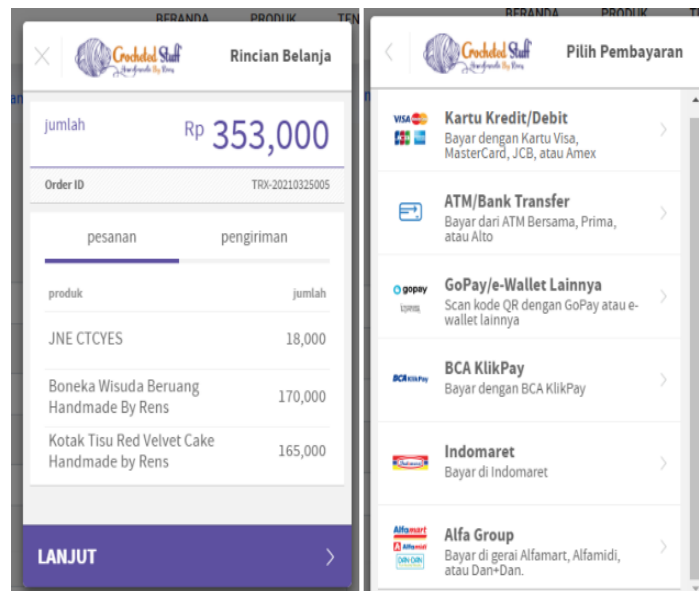 BERANDA PRODUK TEN
Crocheted Stuff
Handmade By Rens
Rincian Belanja
jumlah
Rp 353,000
Order ID TRX-20210325005
pesanan pengiriman
produk jumlah
JNE CTCYES 18,000
Boneka Wisuda Beruang
Handmade By Rens 170,000
Kotak Tisu Red Velvet Cake
Handmade by Rens 165,000
LANJUT
BERANDA PRODUK T
Crocheted Stuff
Handmade By Rens
Pilih Pembayaran
VISA
Kartu Kredit/Debit
Bayar dengan Kartu Visa,
MasterCard, JCB, atau Amex
ATM/Bank Transfer
Bayar dari ATM Bersama, Prima,
atau Alto
gopay
GoPay/e-Wallet Lainnya
Scan kode QR dengan GoPay atau e-
wallet lainnya
BCA KlikPay
BCA KlikPay
Bayar dengan BCA KlikPay
Indomaret
Indomaret
Bayar di Indomaret
Alfamart
Alfamidi
DAN DAN
Alfa Group
Bayar di gerai Alfamart, Alfamidi,
atau Dan+Dan.